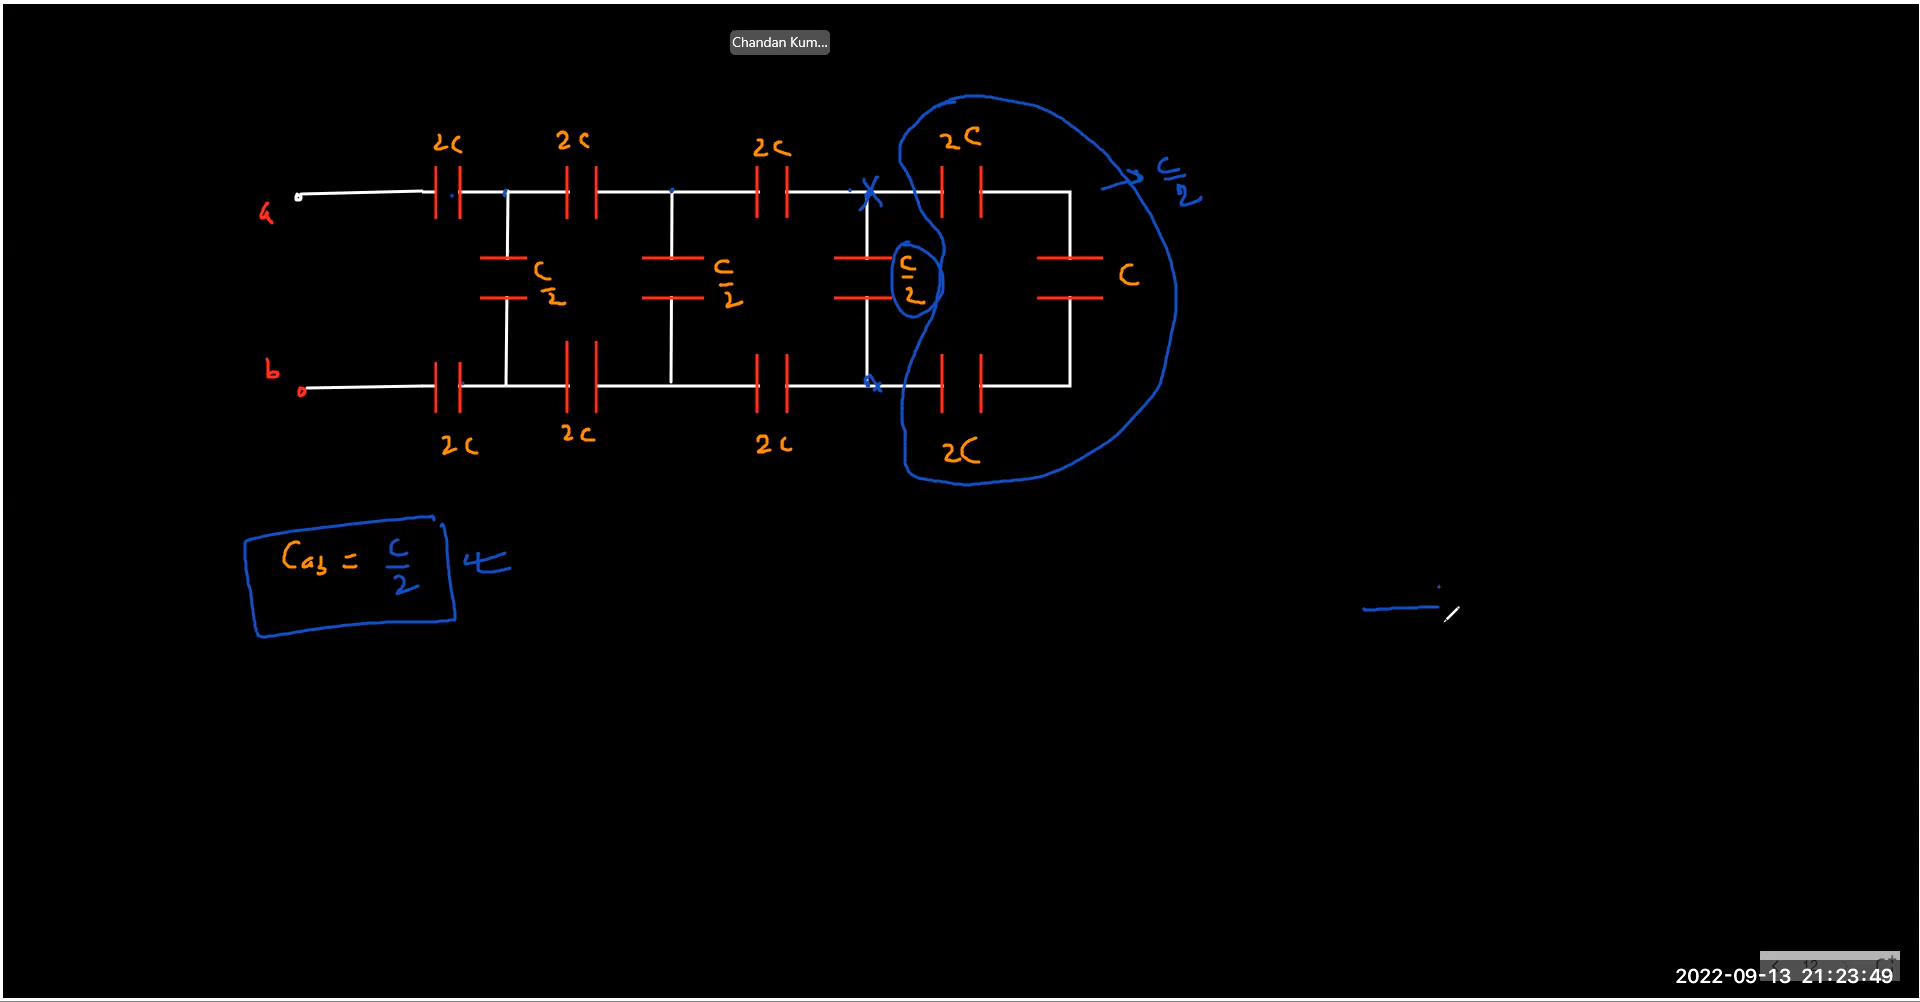 Chandan Kum...
2C 2C 2C 2C
C/2
a
C/2 C/2 C/2 C
b
2C 2C 2C 2C
Cab = C/2
2022-09-13 21:23:49